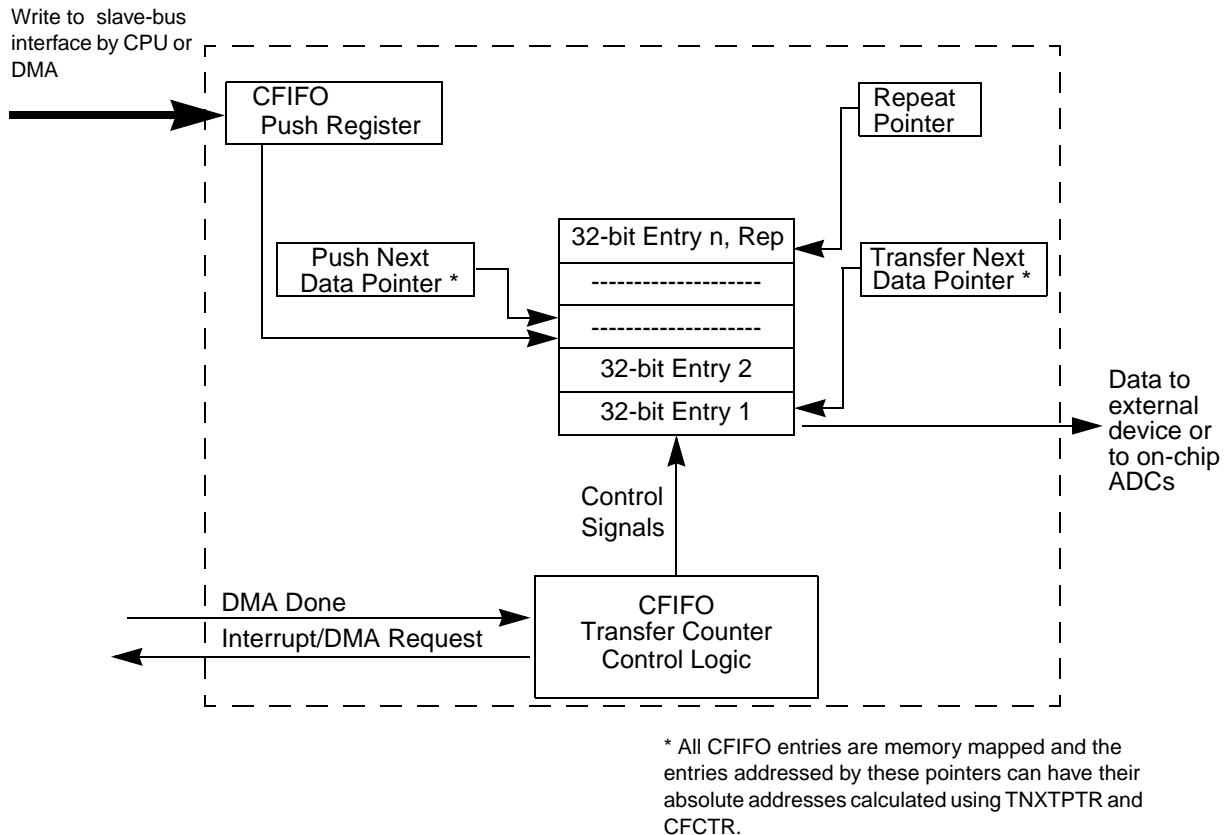 Write to slave-bus
interface by CPU or
DMA
CFIFO
Push Register
Repeat
Pointer
32-bit Entry n, Rep
Push Next
Data Pointer *
Transfer Next
Data Pointer *
--------------------
--------------------
32-bit Entry 2
32-bit Entry 1
Data to
external
device or
to on-chip
ADCs
Control
Signals
DMA Done
Interrupt/DMA Request
CFIFO
Transfer Counter
Control Logic
* All CFIFO entries are memory mapped and the
entries addressed by these pointers can have their
absolute addresses calculated using TNXTPTR and
CFCTR.